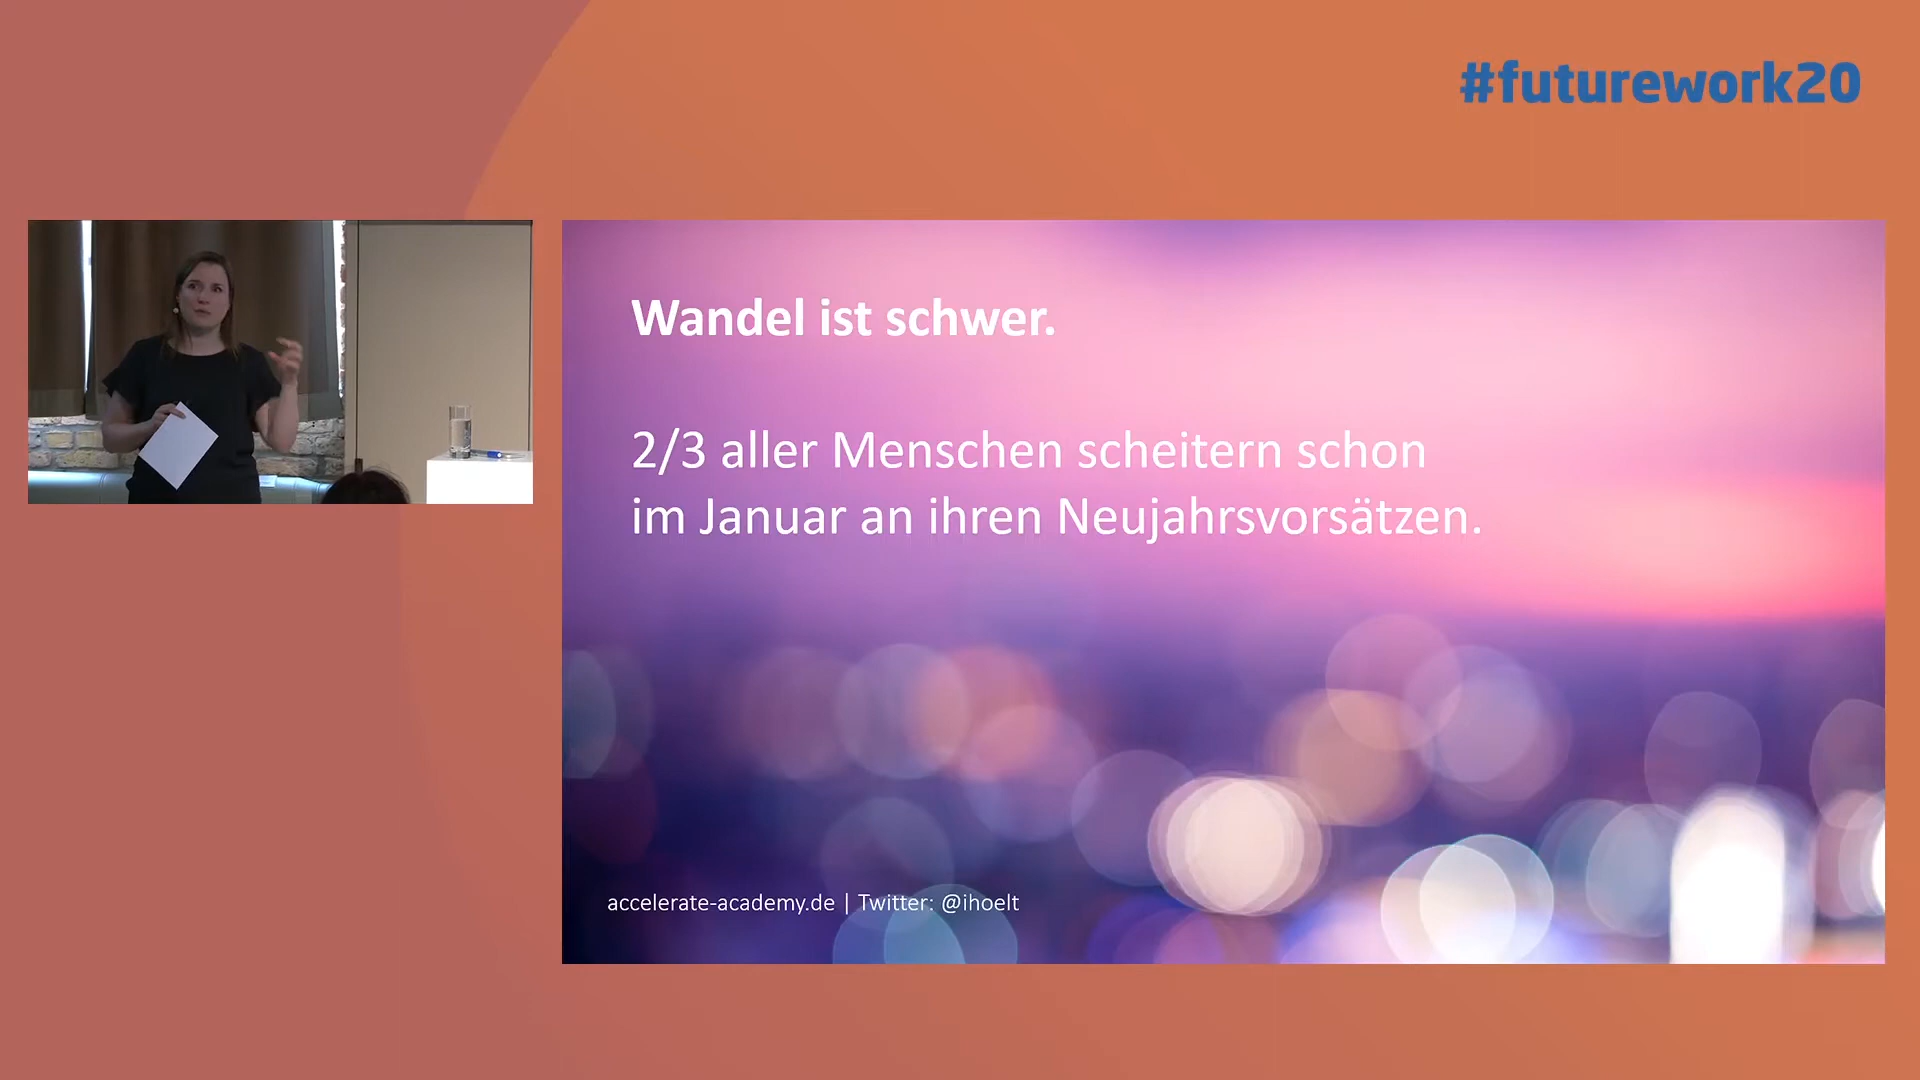 #futurework20
Wandel ist schwer.
2/3 aller Menschen scheitern schon
im Januar an ihren Neujahrsvorsätzen.
accelerate-academy.de | Twitter: @ihoelt